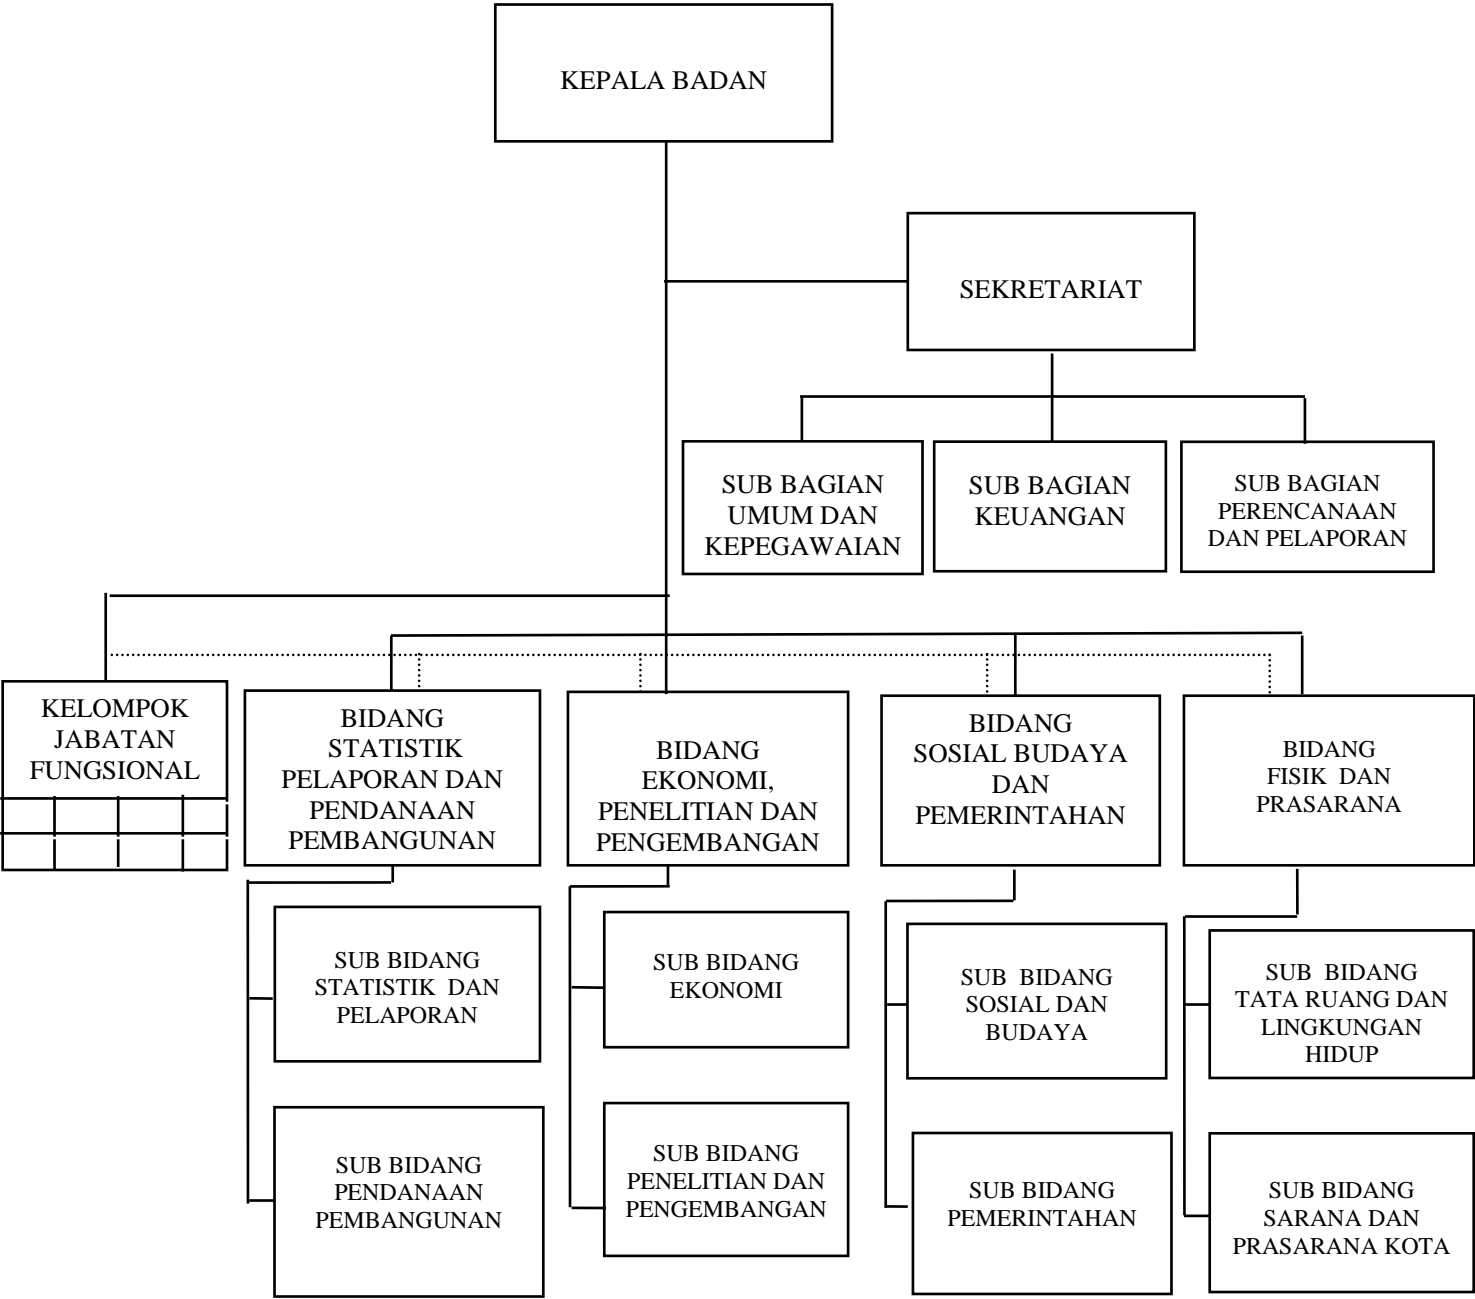 KEPALA BADAN
SEKRETARIAT
SUB BAGIAN
UMUM DAN
KEPEGAWAIAN
SUB BAGIAN
KEUANGAN
SUB BAGIAN
PERENCANAAN
DAN PELAPORAN
KELOMPOK
JABATAN
FUNGSIONAL
BIDANG
STATISTIK
PELAPORAN DAN
PENDANAAN
PEMBANGUNAN
BIDANG
EKONOMI,
PENELITIAN DAN
PENGEMBANGAN
BIDANG
SOSIAL BUDAYA
DAN
PEMERINTAHAN
BIDANG
FISIK  DAN
PRASARANA
SUB BIDANG
STATISTIK  DAN
PELAPORAN
SUB BIDANG
EKONOMI
SUB  BIDANG
SOSIAL DAN
BUDAYA
SUB  BIDANG
TATA RUANG DAN
LINGKUNGAN
HIDUP
SUB BIDANG
PENDANAAN
PEMBANGUNAN
SUB BIDANG
PENELITIAN DAN
PENGEMBANGAN
SUB BIDANG
PEMERINTAHAN
SUB BIDANG
SARANA DAN
PRASARANA KOTA